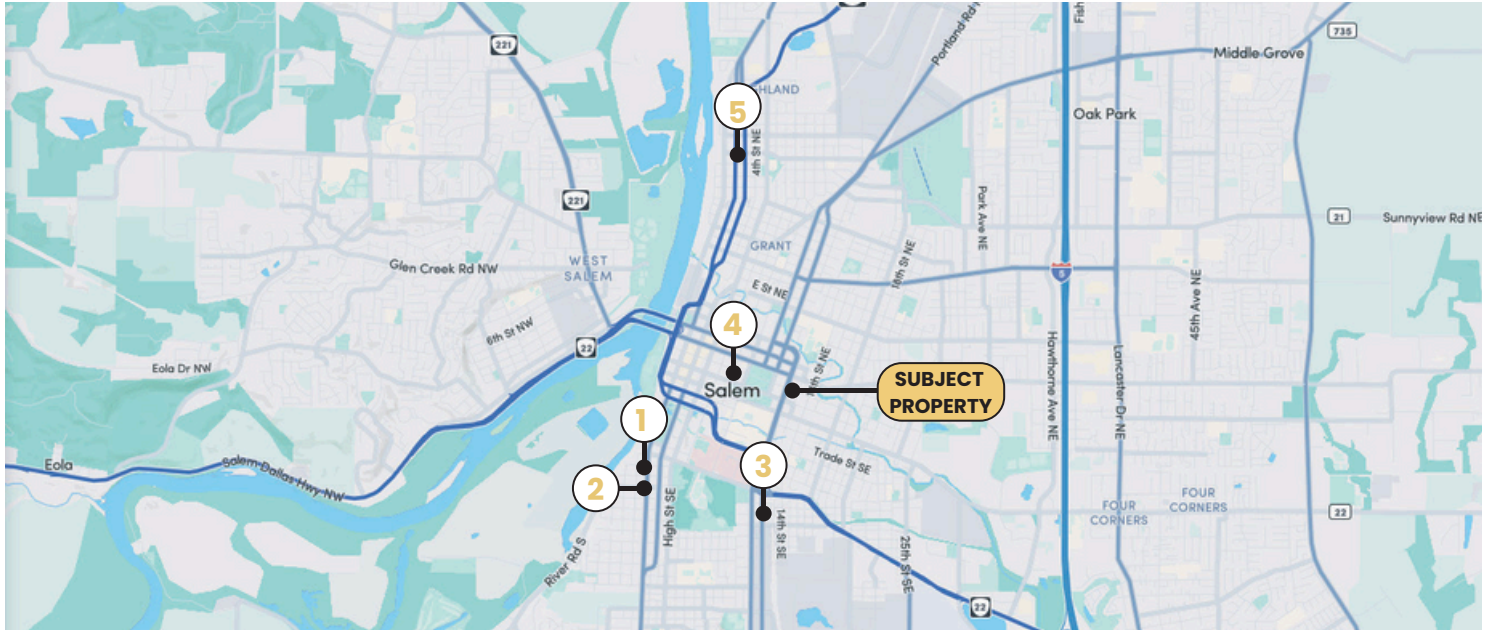 221
735
Portland Rd N
Fish
Middle Grove
HLAND
5
Oak Park
4th St NE
221
Park Ave NE
21
Sunnyview Rd NE
GRANT
WEST
SALEM
Glen Creek Rd NW
18th St NE
5
E St NE
45th Ave NE
6th St NW
4
22
Hawthorne Ave NE
Lancaster Dr NE
Eola Dr NW
Salem
th St NE
SUBJECT
PROPERTY
1
3
Trade St SE
Eola
Salem-Dallas Hwy NW
2
FOUR
CORNERS
FOUR
CORNERS
22
High St SE
14th St SE
River Rd S
25th St SE
22